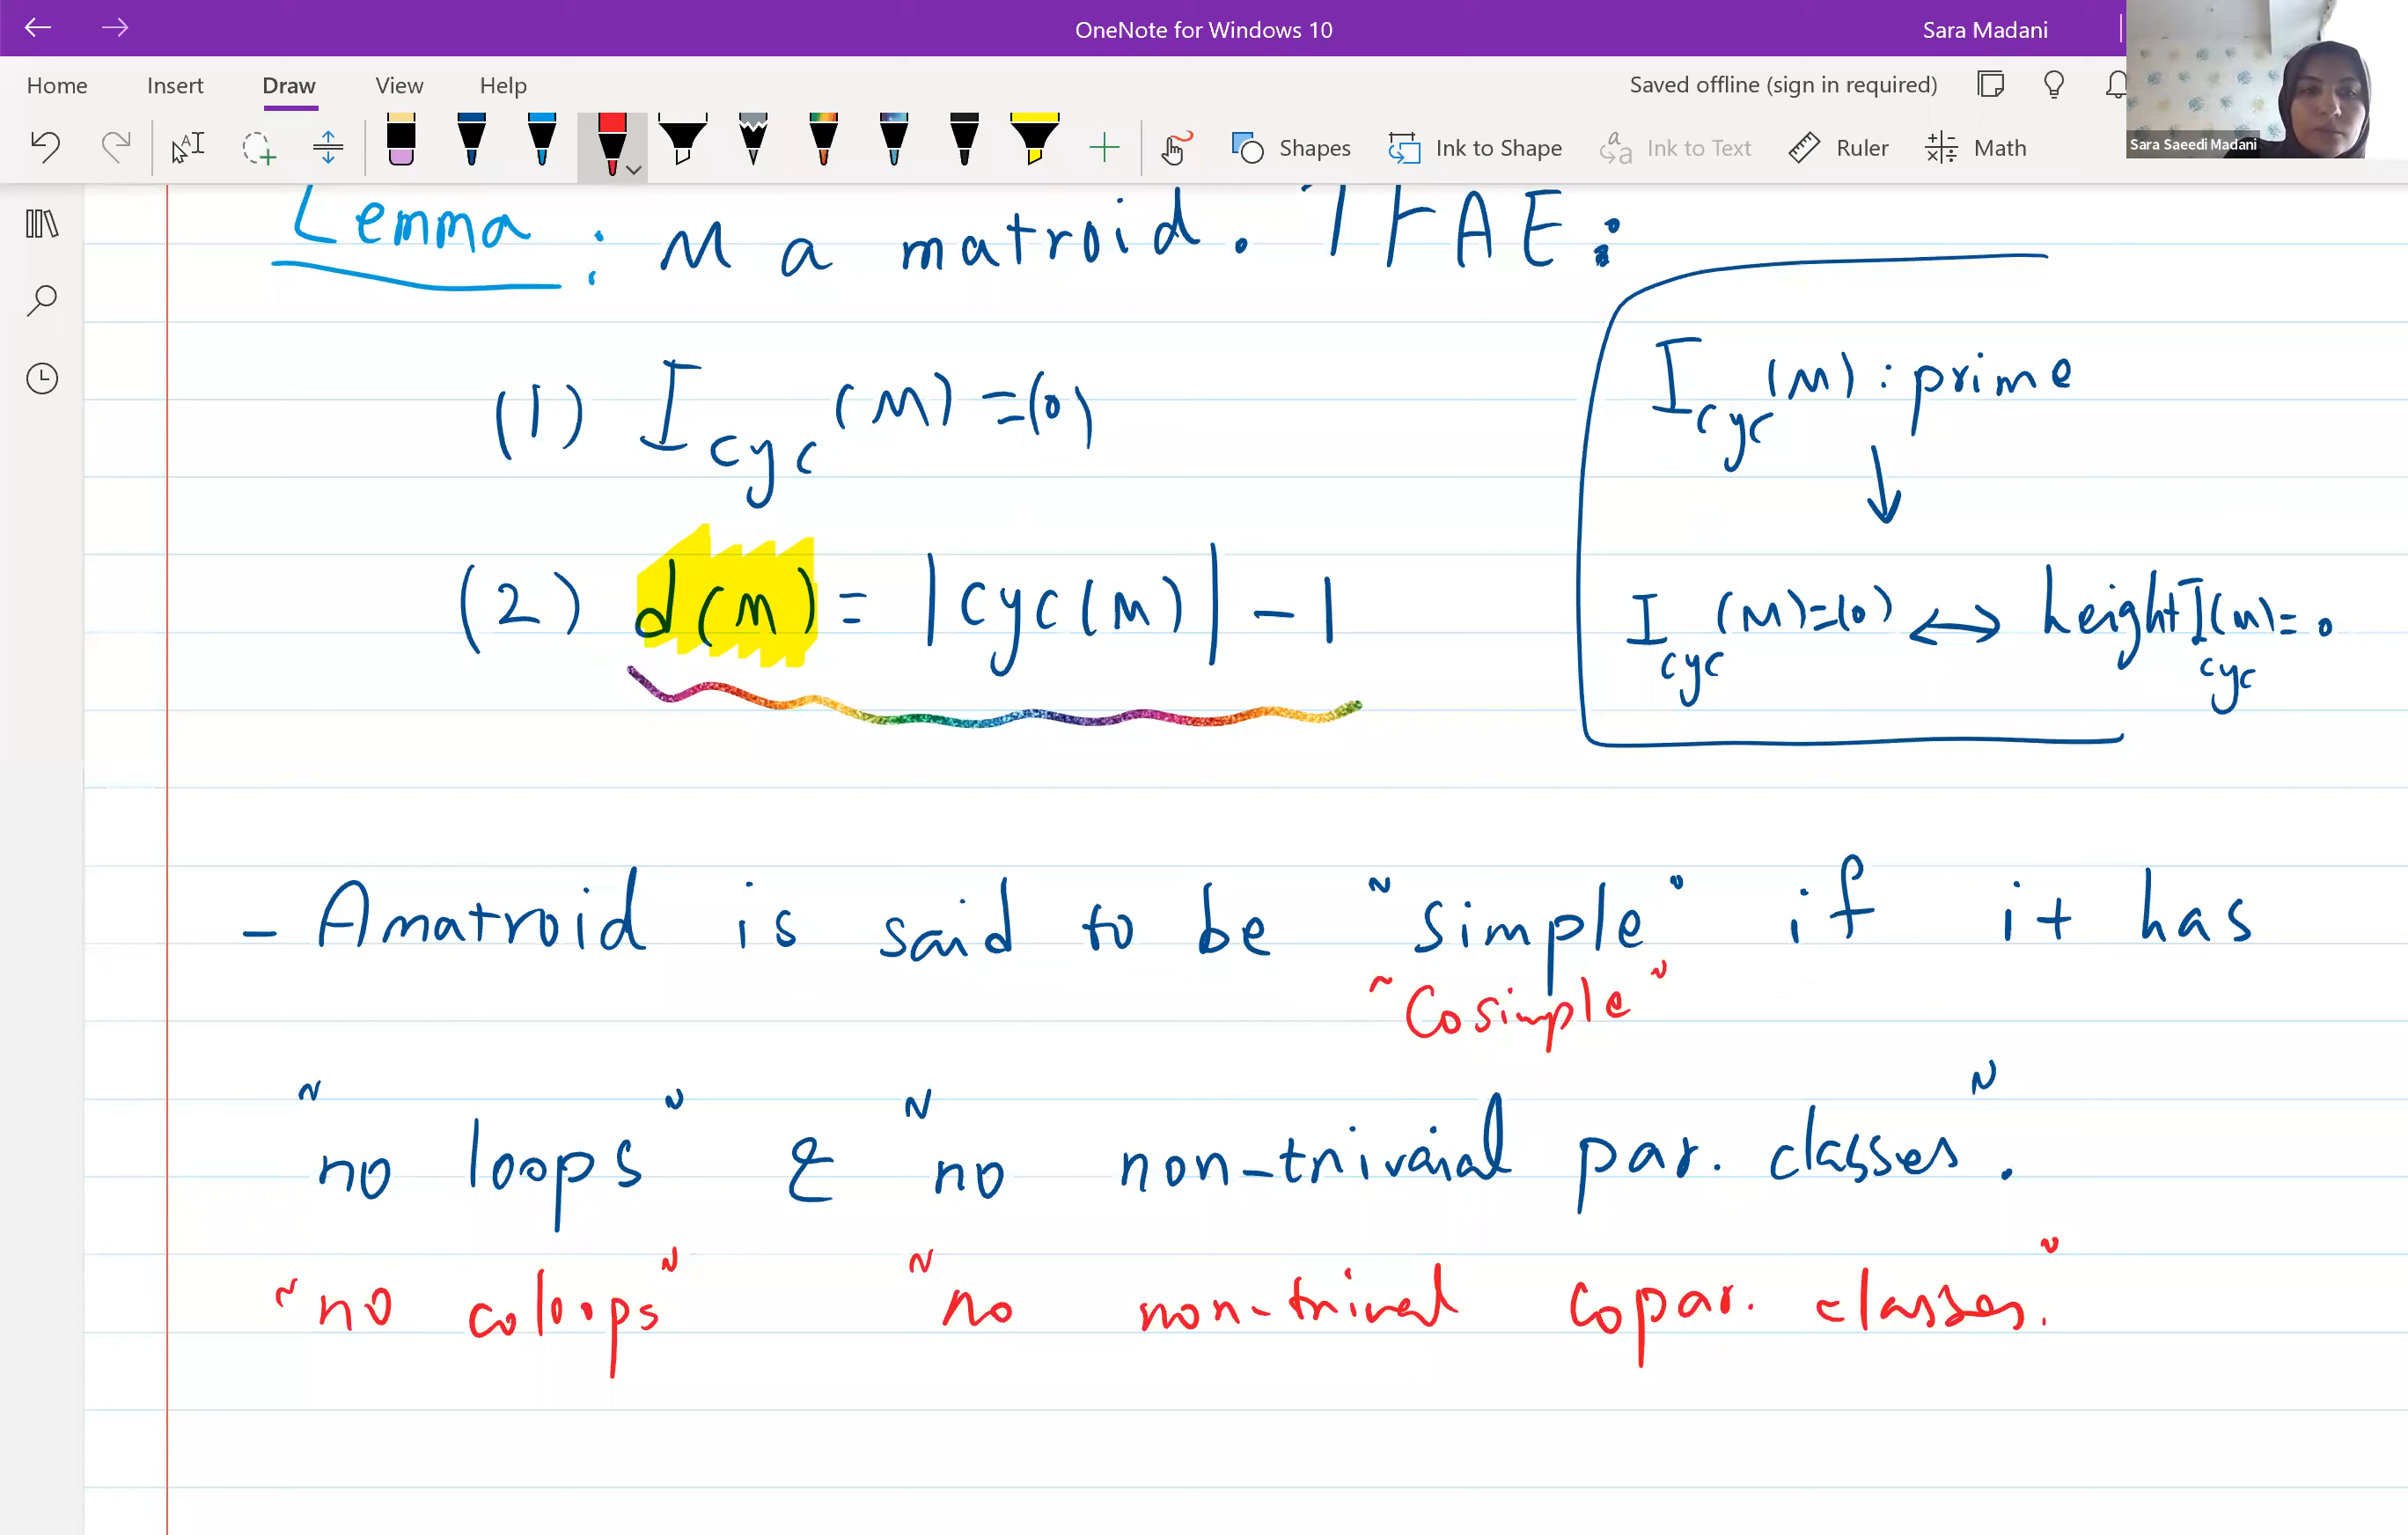 OneNote for Windows 10
Sara Madani
Home Insert Draw View Help
Saved offline (sign in required)
Shapes Ink to Shape Ink to Text Ruler Math
Sara Saeedi Madani
Lemma : M a matroid. TFAE :
(1) I_cyc (M) = (0)
(2) d(M) = |cyc(M)| - 1
I_cyc (M) : prime
↓
I_cyc (M) = (0) ↔ height I_cyc (M) = 0
- A matroid is said to be "simple" if it has
"Cosimple"
"no loops" & "no non-trivaial par. classes."
"no coloops" "no non-trival copar. classes."